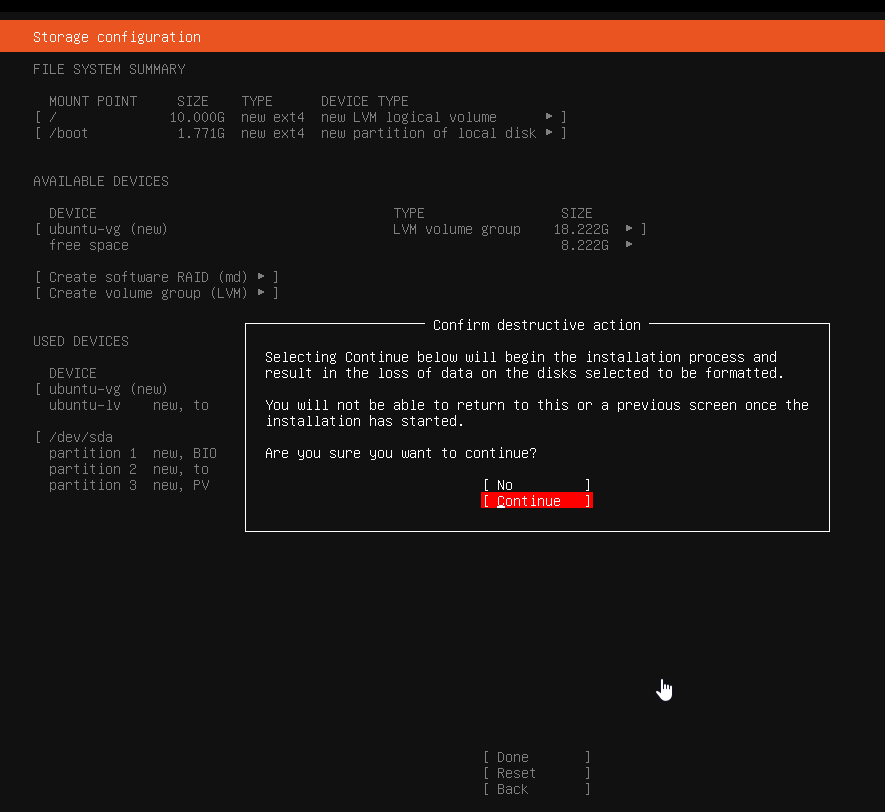 Storage configuration
FILE SYSTEM SUMMARY
MOUNT POINT SIZE TYPE DEVICE TYPE
[ / 10.000G new ext4 new LVM logical volume ▸ ]
[ /boot 1.771G new ext4 new partition of local disk ▸ ]
AVAILABLE DEVICES
DEVICE TYPE SIZE
[ ubuntu-vg (new) LVM volume group 18.222G ▸ ]
free space 8.222G ▸
[ Create software RAID (md) ▸ ]
[ Create volume group (LVM) ▸ ]
USED DEVICES
DEVICE
[ ubuntu-vg (new)
ubuntu-lv new, to
[ /dev/sda
partition 1 new, BIO
partition 2 new, to
partition 3 new, PV
Confirm destructive action
Selecting Continue below will begin the installation process and
result in the loss of data on the disks selected to be formatted.
You will not be able to return to this or a previous screen once the
installation has started.
Are you sure you want to continue?
[ No ]
[ Continue ]
[ Done ]
[ Reset ]
[ Back ]